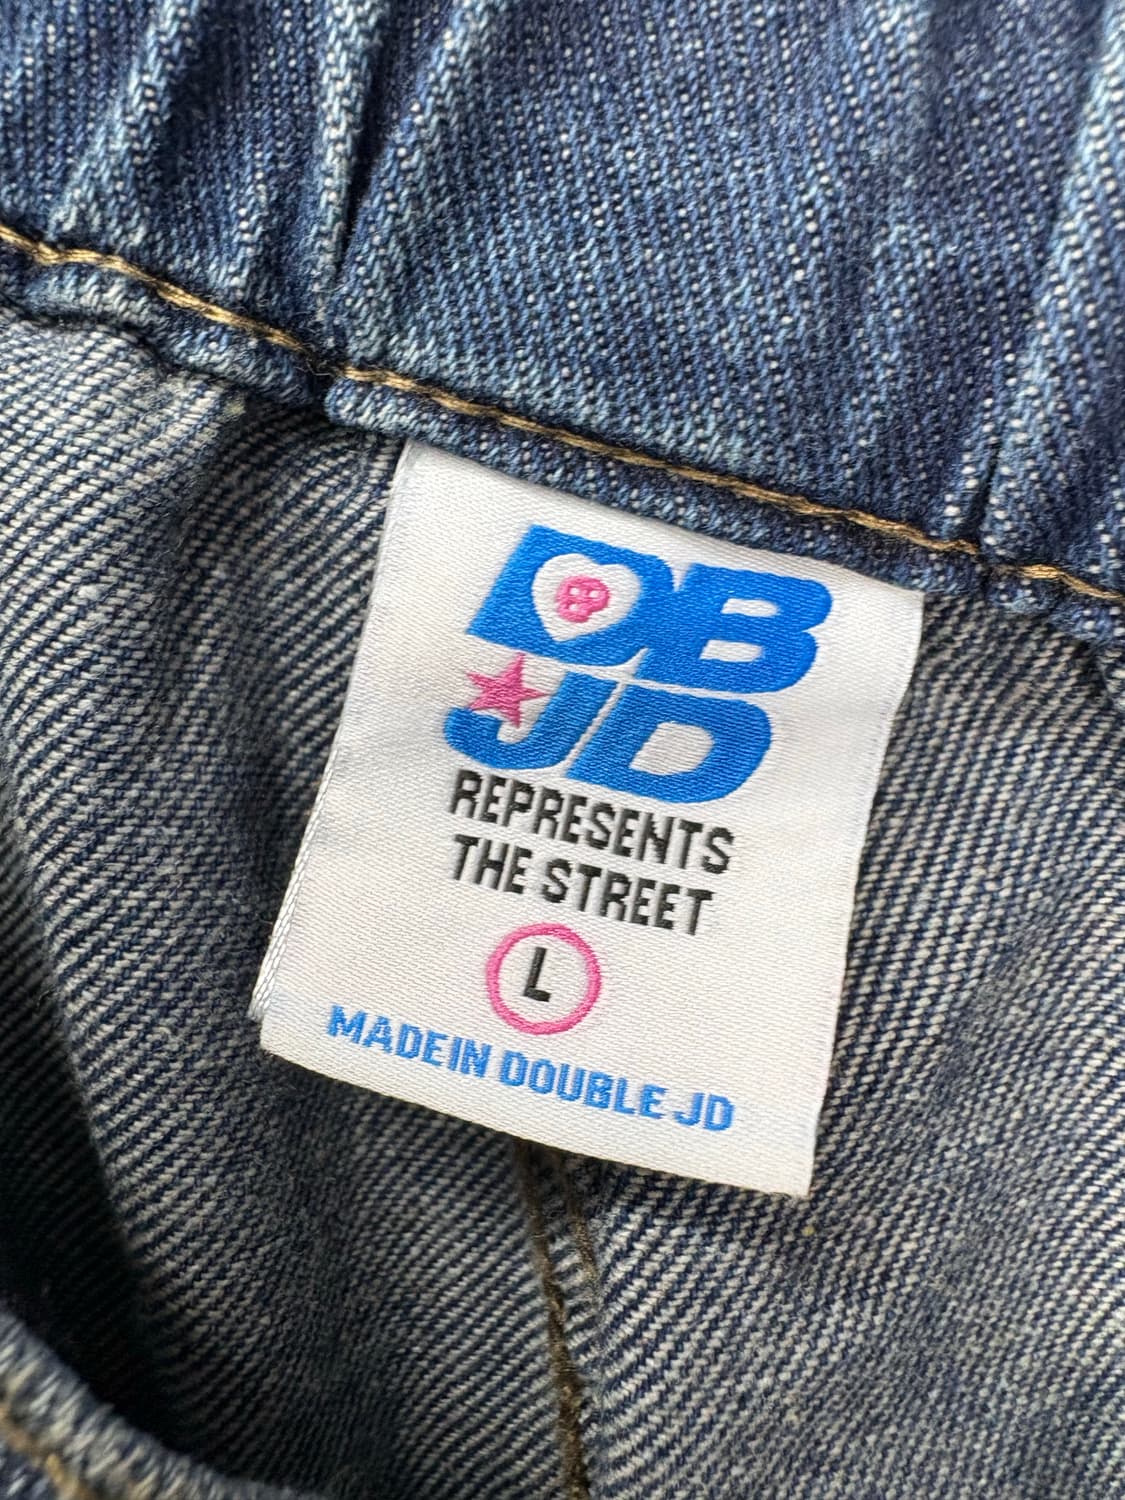 DB
JD
REPRESENTS
THE STREET
L
MADE IN DOUBLE JD